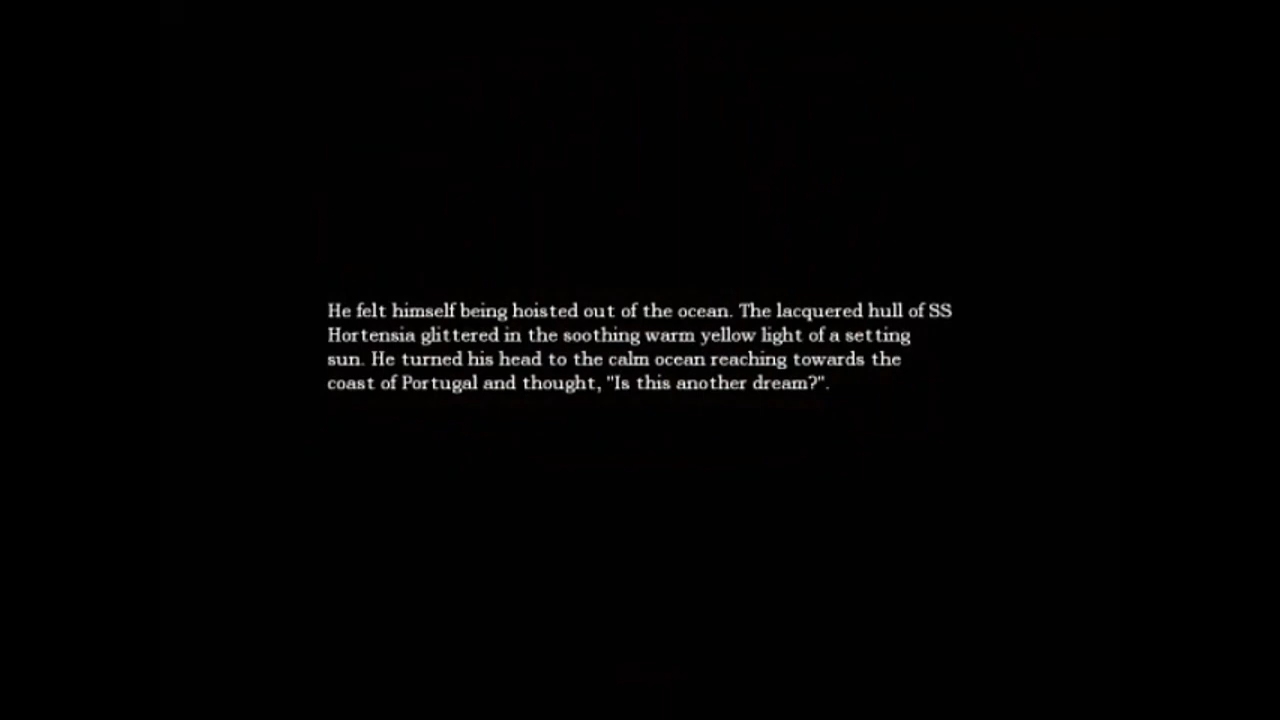 He felt himself being hoisted out of the ocean. The lacquered hull of SS
Hortensia glittered in the soothing warm yellow light of a setting
sun. He turned his head to the calm ocean reaching towards the
coast of Portugal and thought, "Is this another dream?".